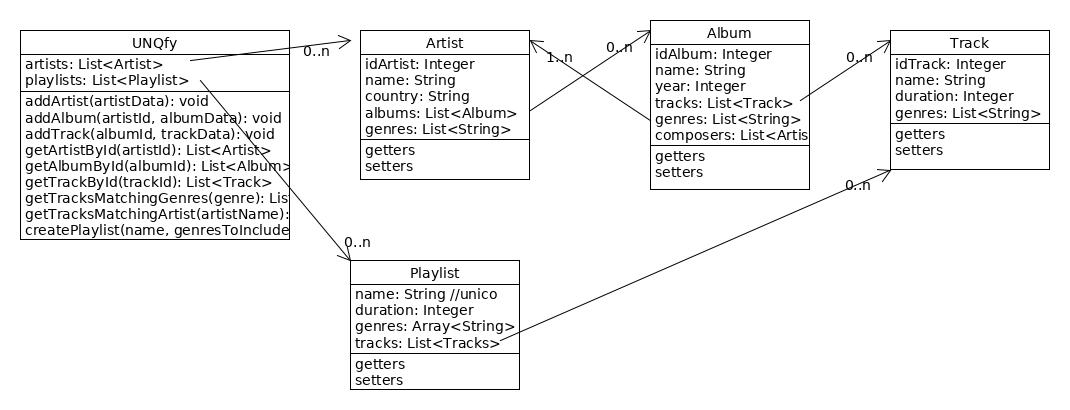 UNQfy
artists: List<Artist>
playlists: List<Playlist>
addArtist(artistData): void
addAlbum(artistId, albumData): void
addTrack(albumId, trackData): void
getArtistById(artistId): List<Artist>
getAlbumById(albumId): List<Album>
getTrackById(trackId): List<Track>
getTracksMatchingGenres(genre): Lis
getTracksMatchingArtist(artistName):
createPlaylist(name, genresToInclude
0..n
Artist
idArtist: Integer
name: String
country: String
albums: List<Album>
genres: List<String>
getters
setters
1..n
0..n
Album
idAlbum: Integer
name: String
year: Integer
tracks: List<Track>
genres: List<String>
composers: List<Artis
getters
setters
0..n
Track
idTrack: Integer
name: String
duration: Integer
genres: List<String>
getters
setters
0..n
0..n
Playlist
name: String //unico
duration: Integer
genres: Array<String>
tracks: List<Tracks>
getters
setters